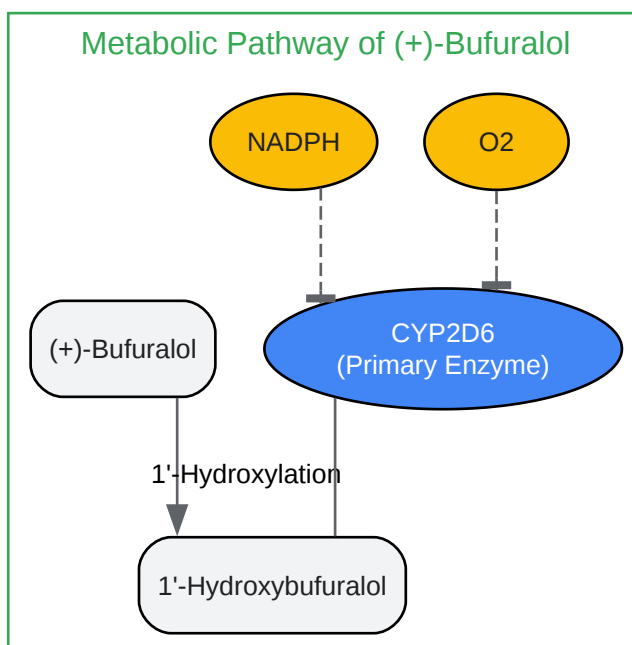 Metabolic Pathway of (+)-Bufuralol
NADPH
O2
(+)-Bufuralol
CYP2D6
(Primary Enzyme)
1'-Hydroxylation
1'-Hydroxybufuralol